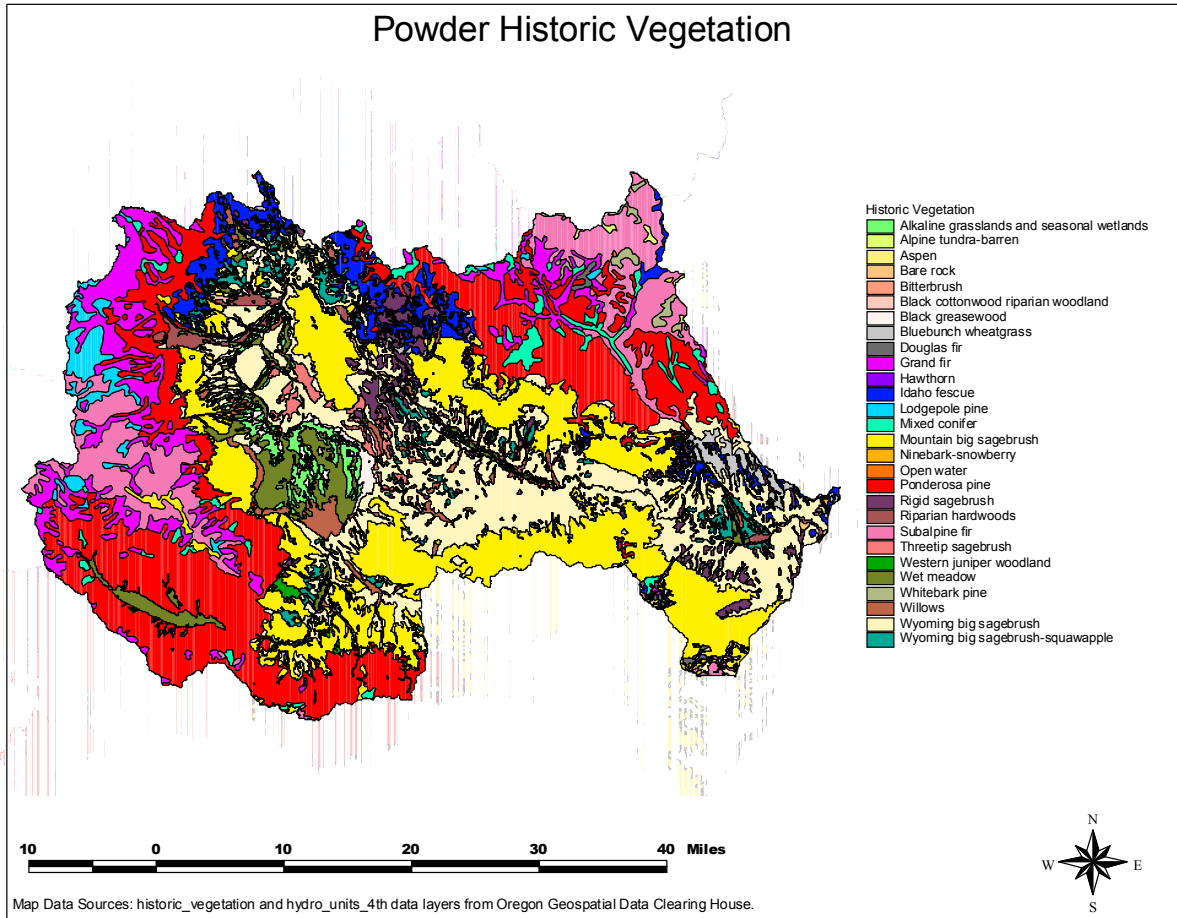 Powder Historic Vegetation
Historic Vegetation
Alkaline grasslands and seasonal wetlands
Alpine tundra-barren
Aspen
Bare rock
Bitterbrush
Black cottonwood riparian woodland
Black greasewood
Bluebunch wheatgrass
Douglas fir
Grand fir
Hawthorn
Idaho fescue
Lodgepole pine
Mixed conifer
Mountain big sagebrush
Ninebark-snowberry
Open water
Ponderosa pine
Rigid sagebrush
Riparian hardwoods
Subalpine fir
Threetip sagebrush
Western juniper woodland
Wet meadow
Whitebark pine
Willows
Wyoming big sagebrush
Wyoming big sagebrush-squawapple
10 0 10 20 30 40 Miles
N
W E
S
Map Data Sources: historic_vegetation and hydro_units_4th data layers from Oregon Geospatial Data Clearing House.